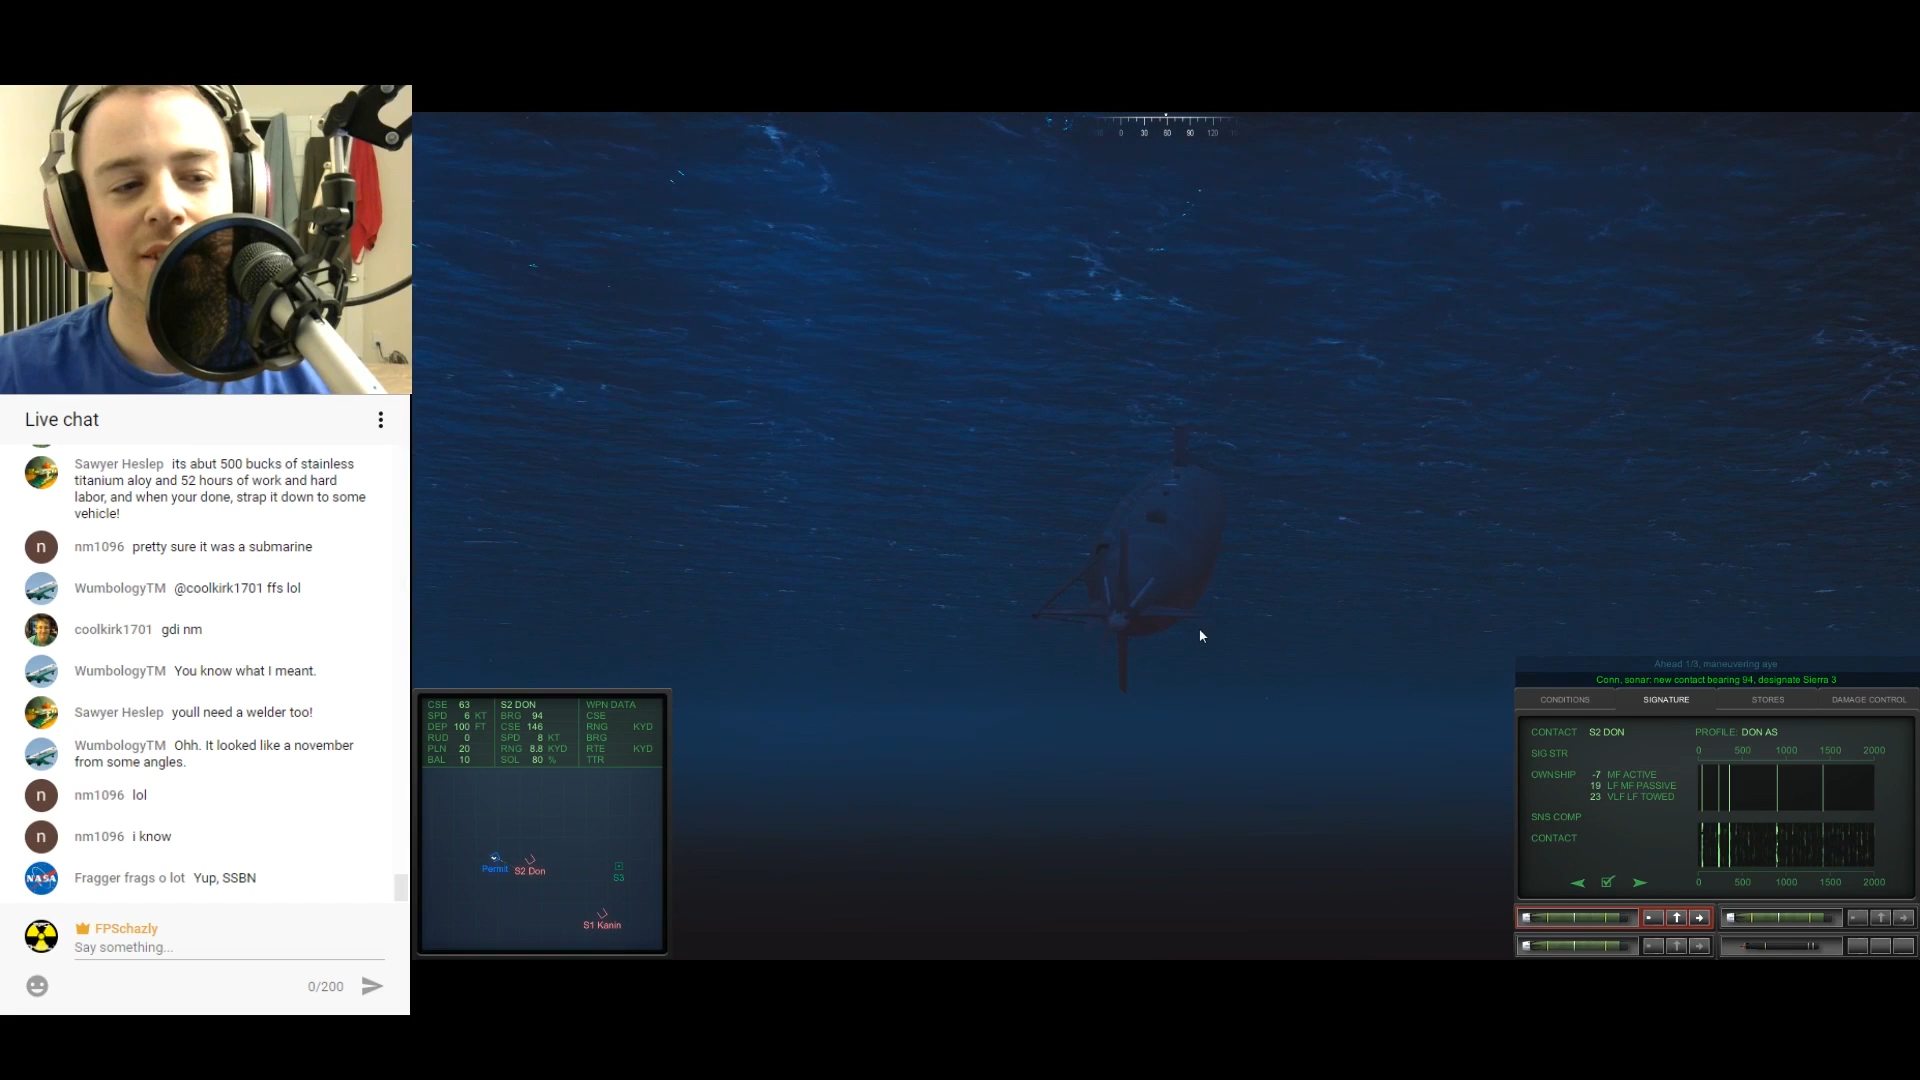 Live chat
Sawyer Heslep its abut 500 bucks of stainless
titanium aloy and 52 hours of work and hard
labor, and when your done, strap it down to some
vehicle!
n
nm1096 pretty sure it was a submarine
WumbologyTM @coolkirk1701 ffs lol
coolkirk1701 gdi nm
WumbologyTM You know what I meant.
Sawyer Heslep youll need a welder too!
WumbologyTM Ohh. It looked like a november
from some angles.
n
nm1096 lol
n
nm1096 i know
NASA
Fragger frags o lot Yup, SSBN
FPSchazly
Say something...
0/200
0 30 60 90 120
CSE 63
SPD 6 KT
DEP 100 FT
RUD 0
PLN 20
BAL 10
S2 DON
BRG 94
CSE 146
SPD 8 KT
RNG 8.8 KYD
SOL 80 %
WPN DATA
CSE
RNG KYD
BRG
RTE KYD
TTR
Permit
S2 Don
S3
S1 Kanin
Ahead 1/3, maneuvering aye
Conn, sonar: new contact bearing 94, designate Sierra 3
CONDITIONS SIGNATURE STORES DAMAGE CONTROL
CONTACT S2 DON
PROFILE: DON AS
SIG STR
0 500 1000 1500 2000
OWNSHIP -7 MF ACTIVE
19 LF MF PASSIVE
23 VLF LF TOWED
SNS COMP
CONTACT
0 500 1000 1500 2000